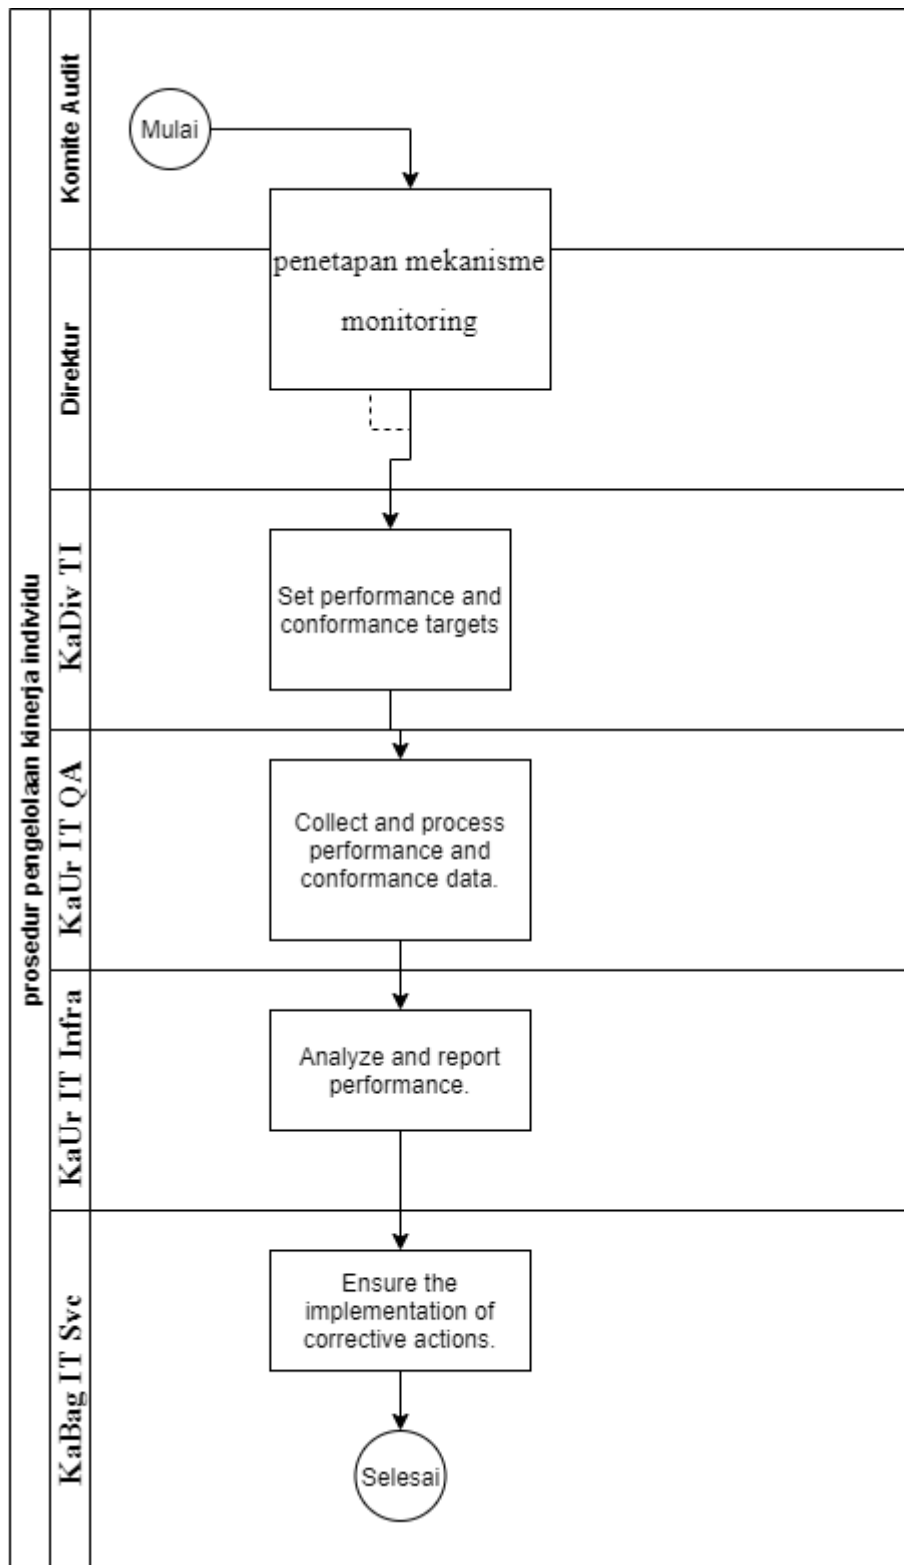 prosedur pengelolaan kinerja individu
Komite Audit
Mulai
Direktur
penetapan mekanisme
monitoring
KaDiv TI
Set performance and
conformance targets
KaUr IT QA
Collect and process
performance and
conformance data.
KaUr IT Infra
Analyze and report
performance.
KaBag IT Svc
Ensure the
implementation of
corrective actions.
Selesai